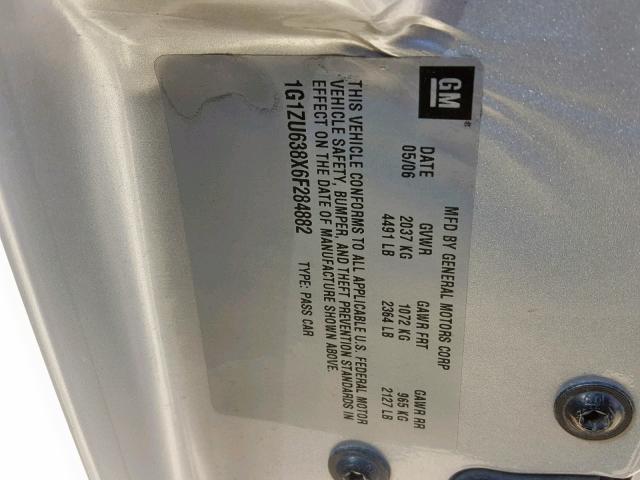 GM
®
MFD BY GENERAL MOTORS CORP
DATE GVWR GAWR FRT GAWR RR
05/06 2037 KG 1072 KG 965 KG
4491 LB 2364 LB 2127 LB
THIS VEHICLE CONFORMS TO ALL APPLICABLE U.S. FEDERAL MOTOR
VEHICLE SAFETY, BUMPER, AND THEFT PREVENTION STANDARDS IN
EFFECT ON THE DATE OF MANUFACTURE SHOWN ABOVE.
1G1ZU638X6F284882 TYPE: PASS CAR